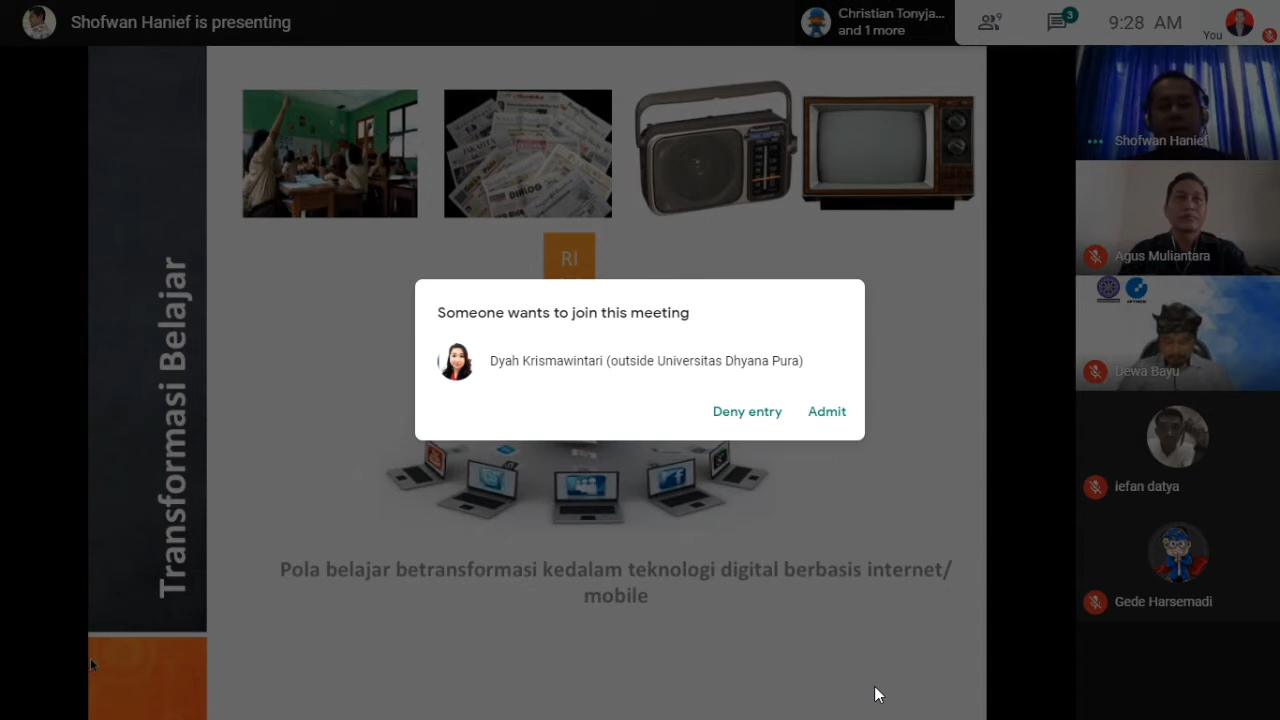 Shofwan Hanief is presenting
Christian Tonyja...
and 1 more
9
3
9:28 AM
You
Transformasi Belajar
DIALOG
RI
Someone wants to join this meeting
Dyah Krismawintari (outside Universitas Dhyana Pura)
Deny entry
Admit
Pola belajar betransformasi kedalam teknologi digital berbasis internet/
mobile
Shofwan Hanief
Agus Muliantara
Dewa Bayu
iefan datya
Gede Harsemadi